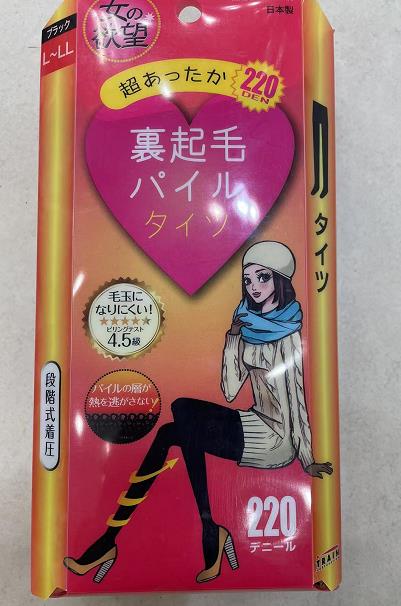 ブラック
L~LL
女の
欲望
日本製
超あったか
220
DEN
裏起毛
パイル
タイツ
タイツ
毛玉に
なりにくい!
★★★★★
ピリングテスト
4.5級
パイルの層が
熱を逃がさない!
段階式着圧
220
デニール
TRAIN